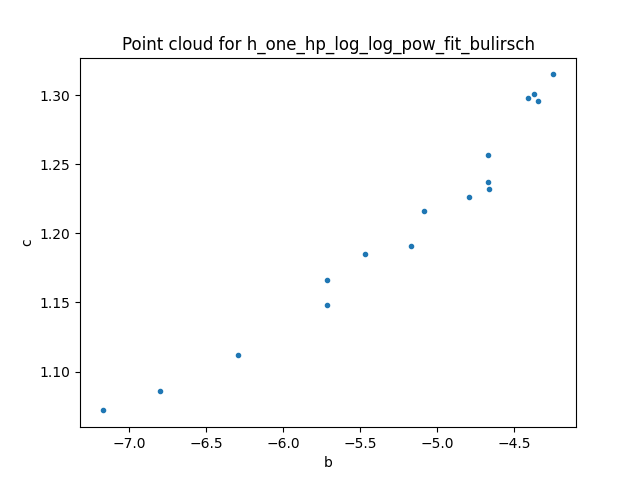 Point cloud for h_one_hp_log_log_pow_fit_bulirsch
1.30
1.25
1.20
1.15
1.10
c
−7.0 −6.5 −6.0 −5.5 −5.0 −4.5
b